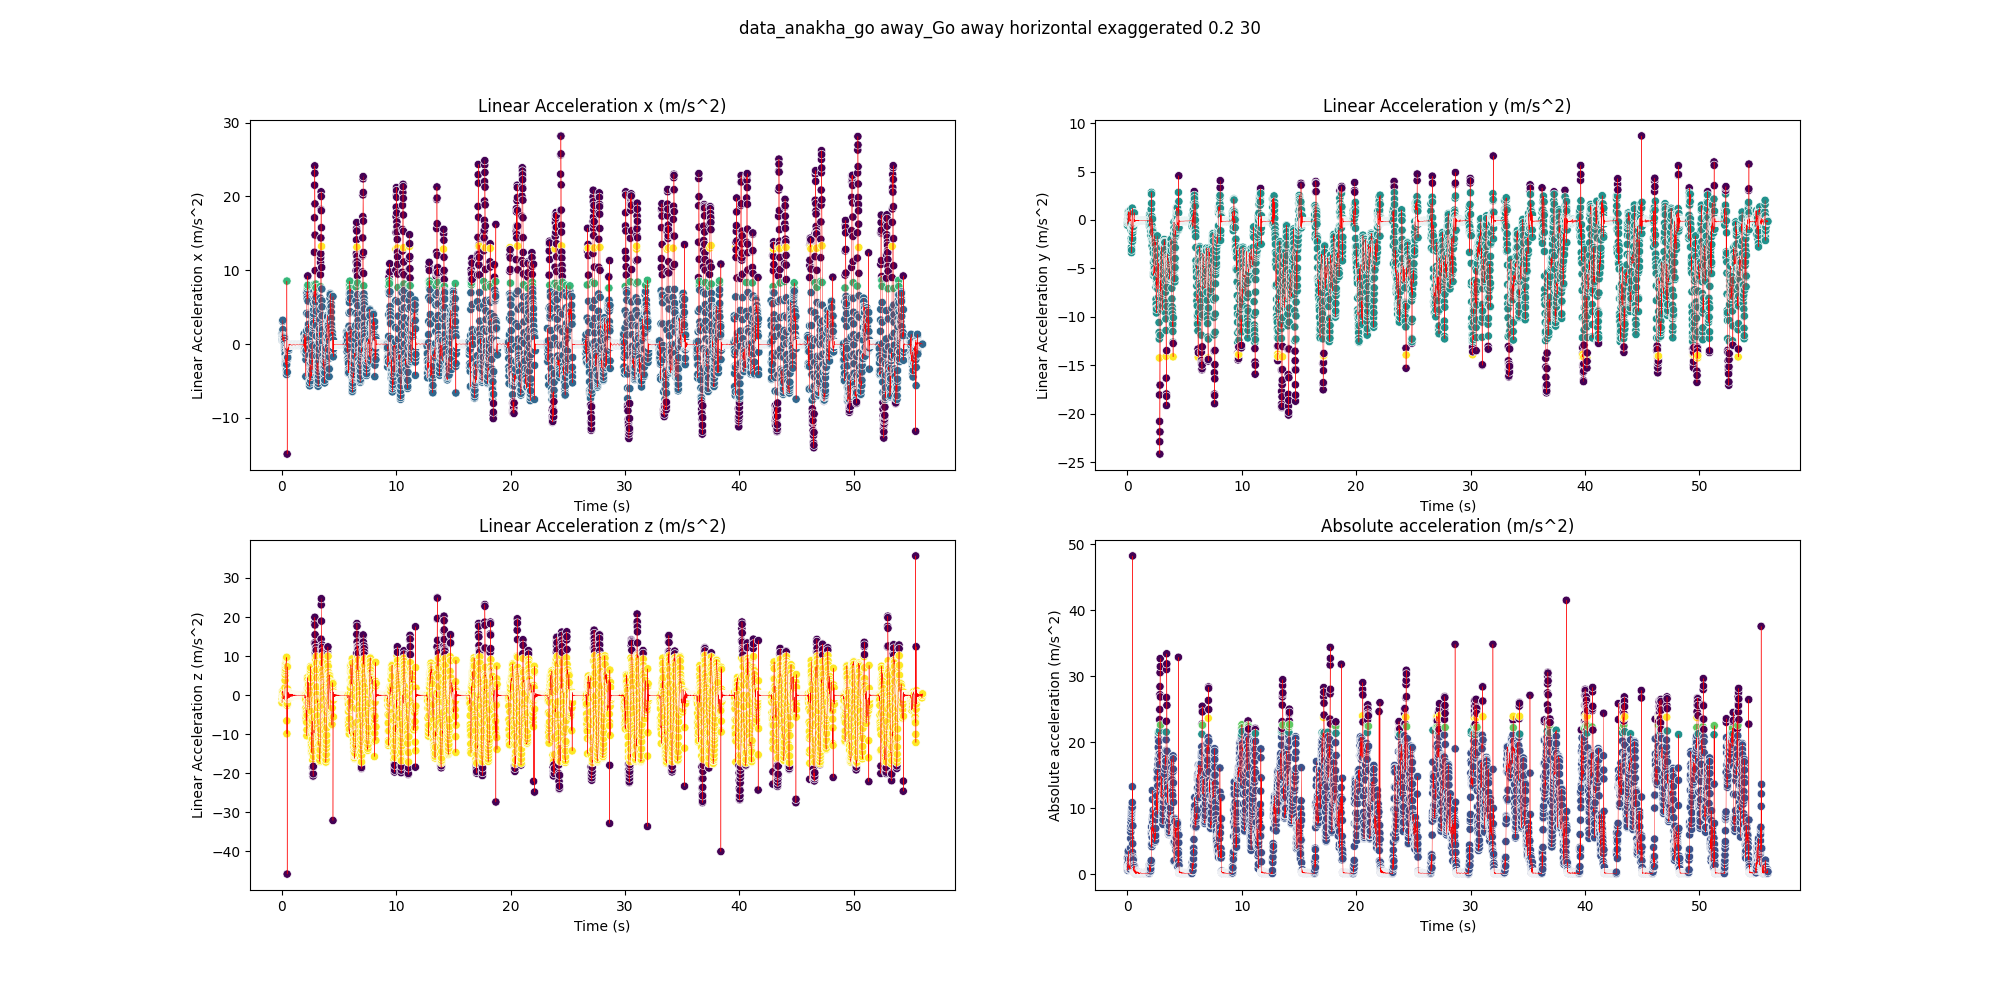 data_anakha_go away_Go away horizontal exaggerated 0.2 30
Linear Acceleration x (m/s^2)
Linear Acceleration x (m/s^2)
30
20
10
0
−10
0 10 20 30 40 50
Time (s)
Linear Acceleration y (m/s^2)
Linear Acceleration y (m/s^2)
10
5
0
−5
−10
−15
−20
−25
0 10 20 30 40 50
Time (s)
Linear Acceleration z (m/s^2)
Linear Acceleration z (m/s^2)
30
20
10
0
−10
−20
−30
−40
0 10 20 30 40 50
Time (s)
Absolute acceleration (m/s^2)
Absolute acceleration (m/s^2)
50
40
30
20
10
0
0 10 20 30 40 50
Time (s)